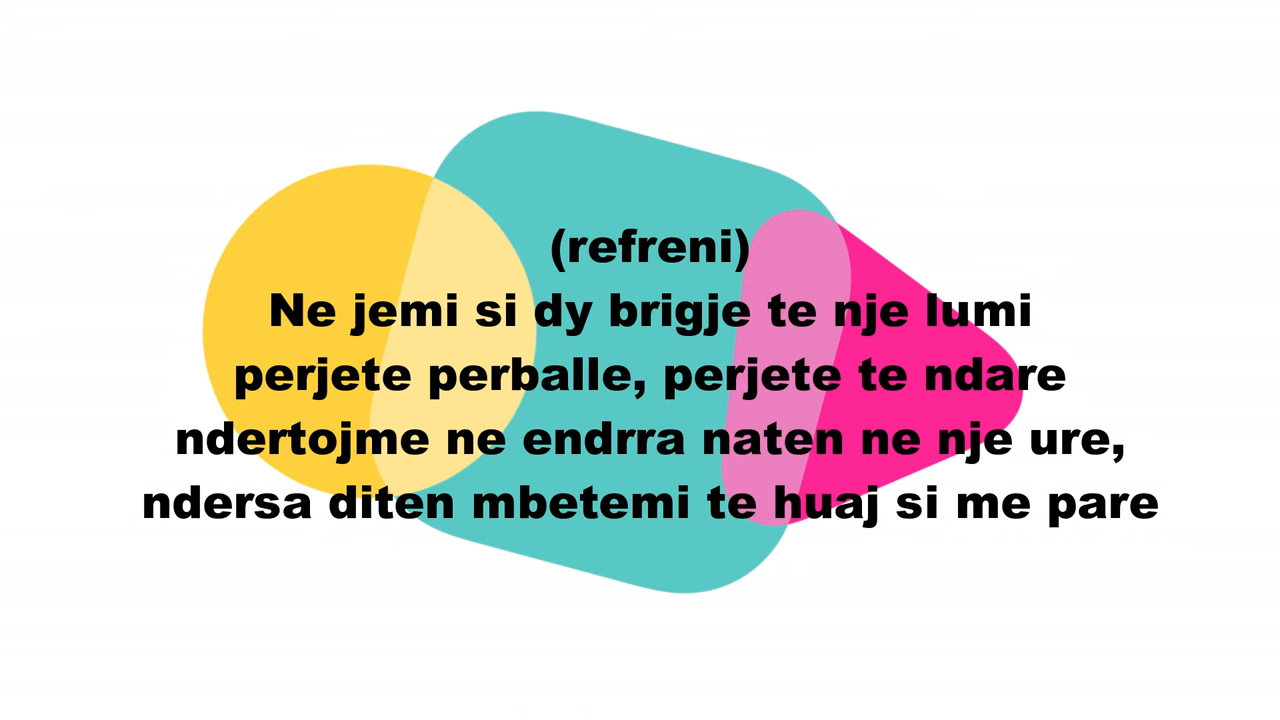 (refreni)
Ne jemi si dy brigje te nje lumi
perjete perballe, perjete te ndare
ndertojme ne endrra naten ne nje ure,
ndersa diten mbetemi te huaj si me pare